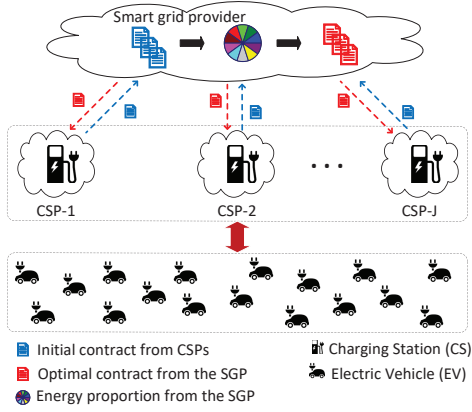 Smart grid provider
CSP-1
CSP-2
. . .
CSP-J
Initial contract from CSPs
Optimal contract from the SGP
Energy proportion from the SGP
Charging Station (CS)
Electric Vehicle (EV)